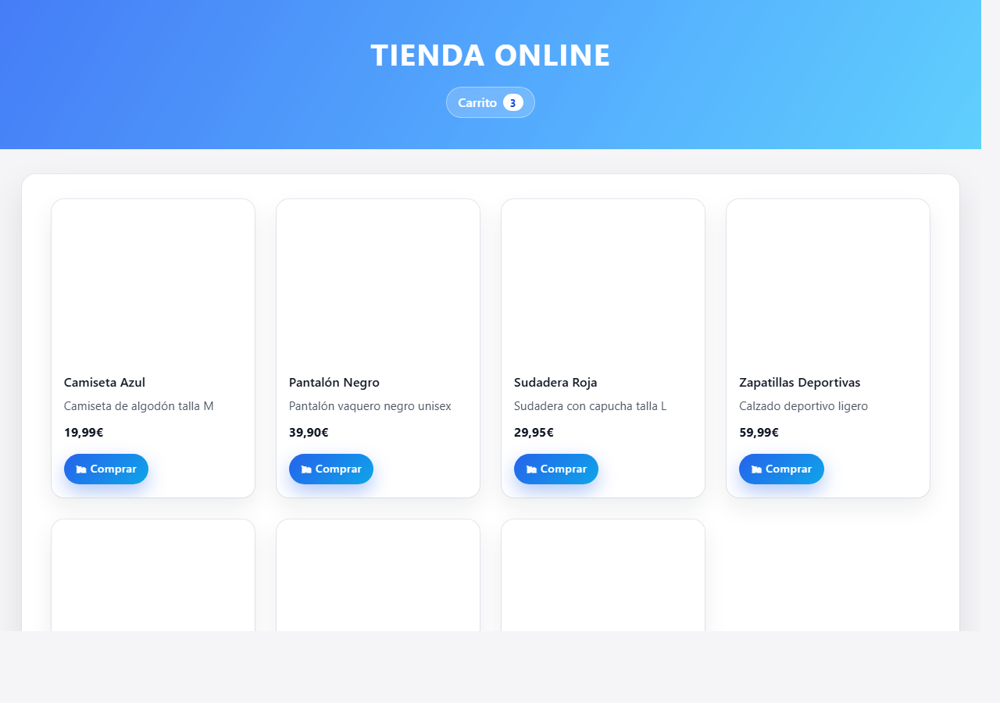 TIENDA ONLINE
Carrito 3
Camiseta Azul
Camiseta de algodón talla M
19,99€
Comprar
Pantalón Negro
Pantalón vaquero negro unisex
39,90€
Comprar
Sudadera Roja
Sudadera con capucha talla L
29,95€
Comprar
Zapatillas Deportivas
Calzado deportivo ligero
59,99€
Comprar